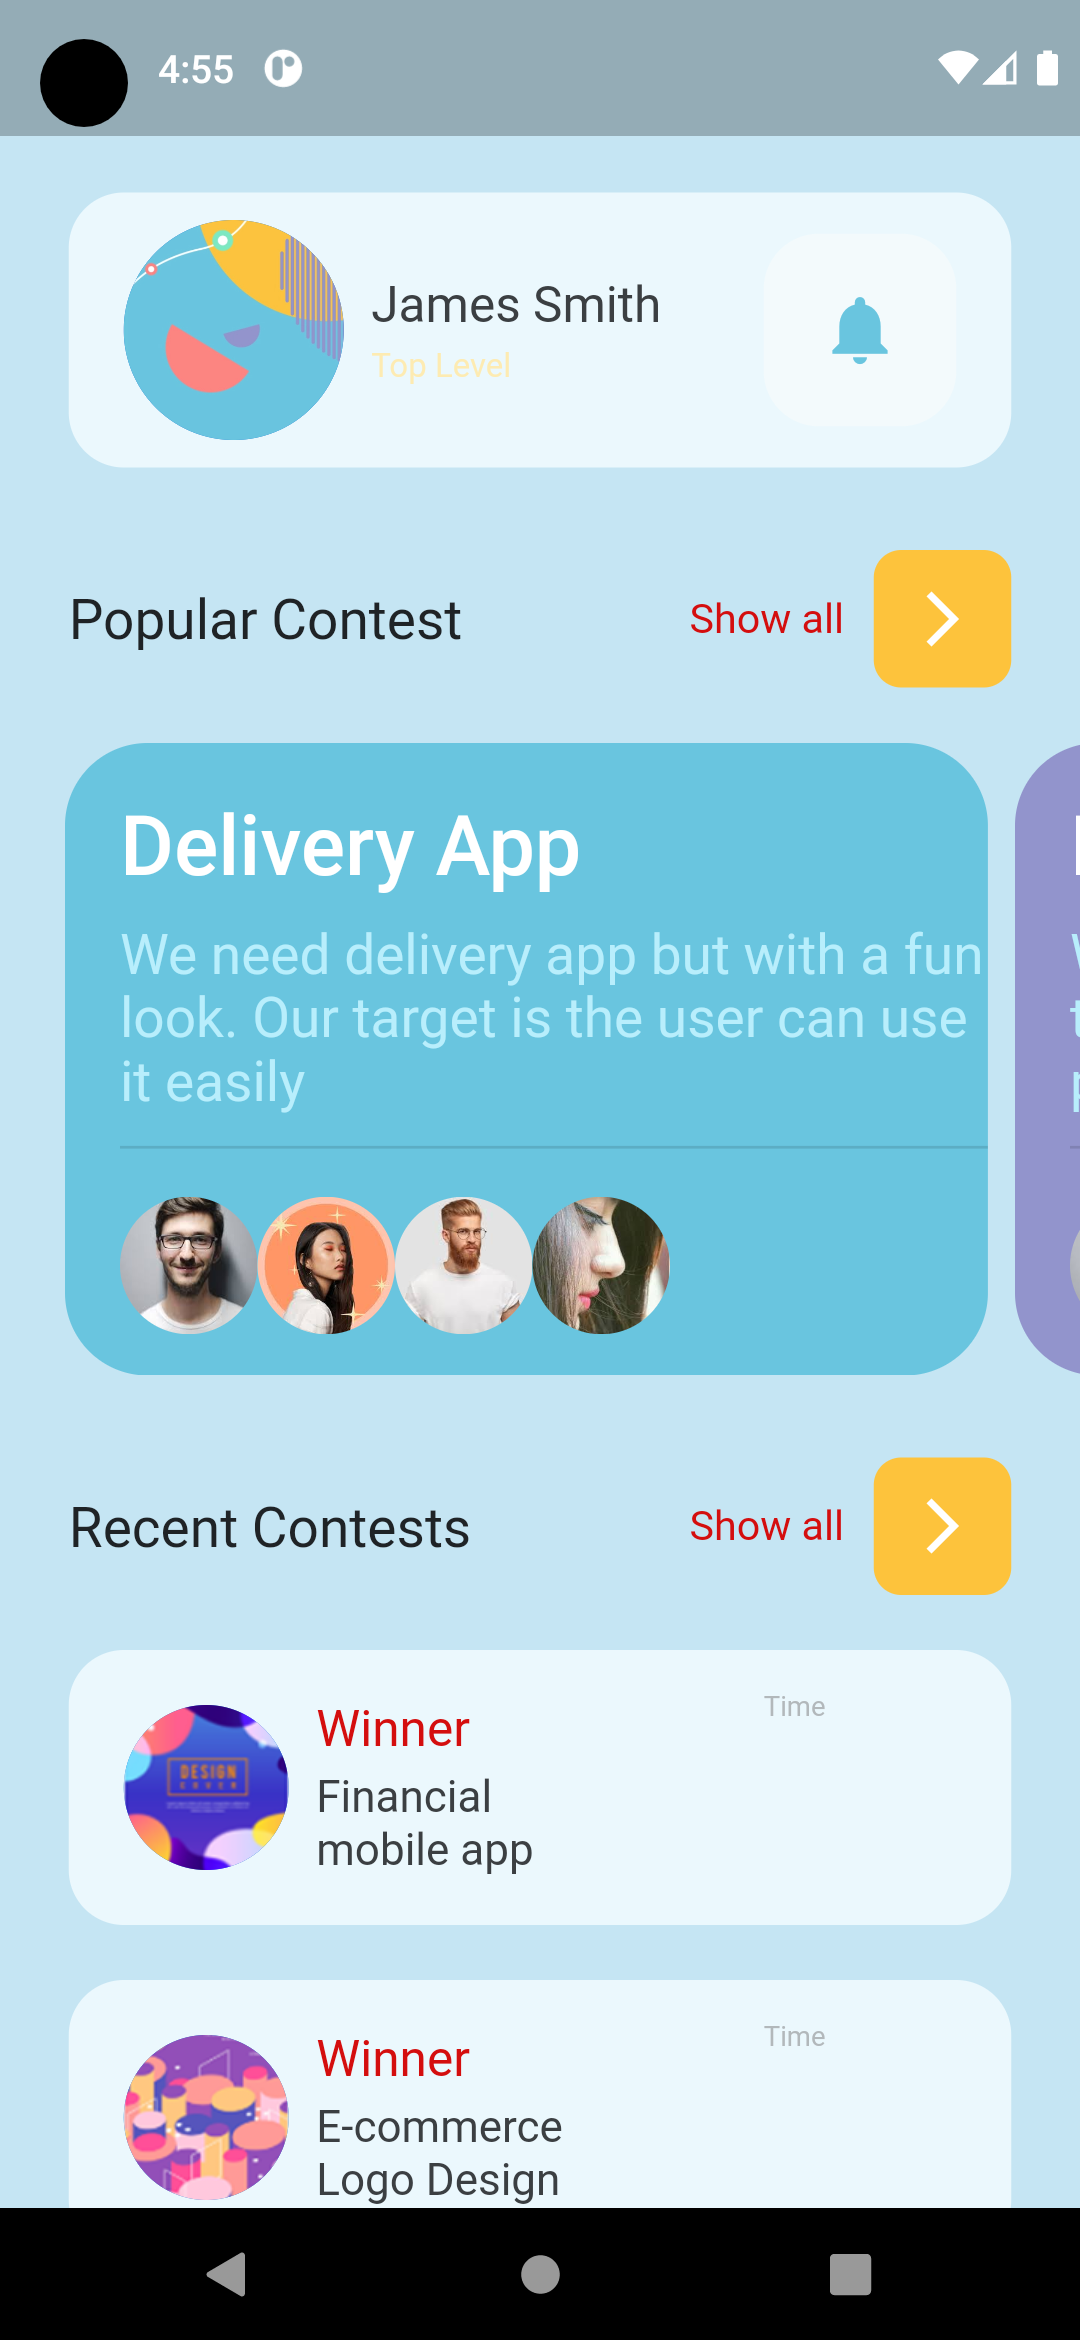 4:55
James Smith
Top Level
Popular Contest
Show all
Delivery App
We need delivery app but with a fun
look. Our target is the user can use
it easily
Recent Contests
Show all
Winner
Time
Financial
mobile app
DESIGN
COVER
Winner
Time
E-commerce
Logo Design